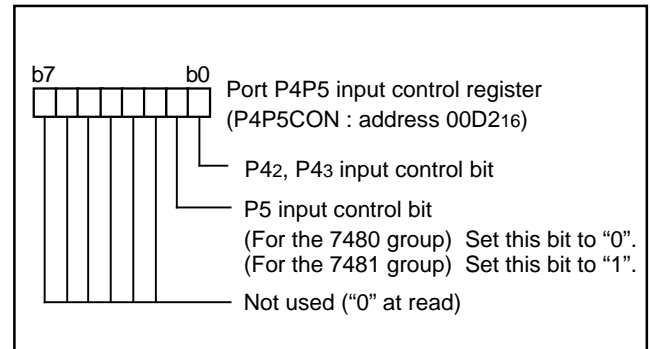 b7 b0
Port P4P5 input control register
(P4P5CON : address 00D216)
P42, P43 input control bit
P5 input control bit
(For the 7480 group) Set this bit to “0”.
(For the 7481 group) Set this bit to “1”.
Not used (“0” at read)